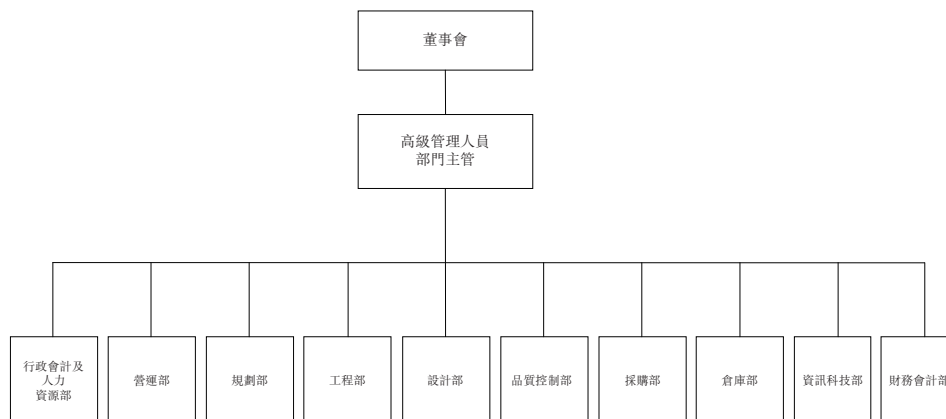 董事會
高級管理人員
部門主管
行政會計及
人力
資源部
營運部
規劃部
工程部
設計部
品質控制部
採購部
倉庫部
資訊科技部
財務會計部